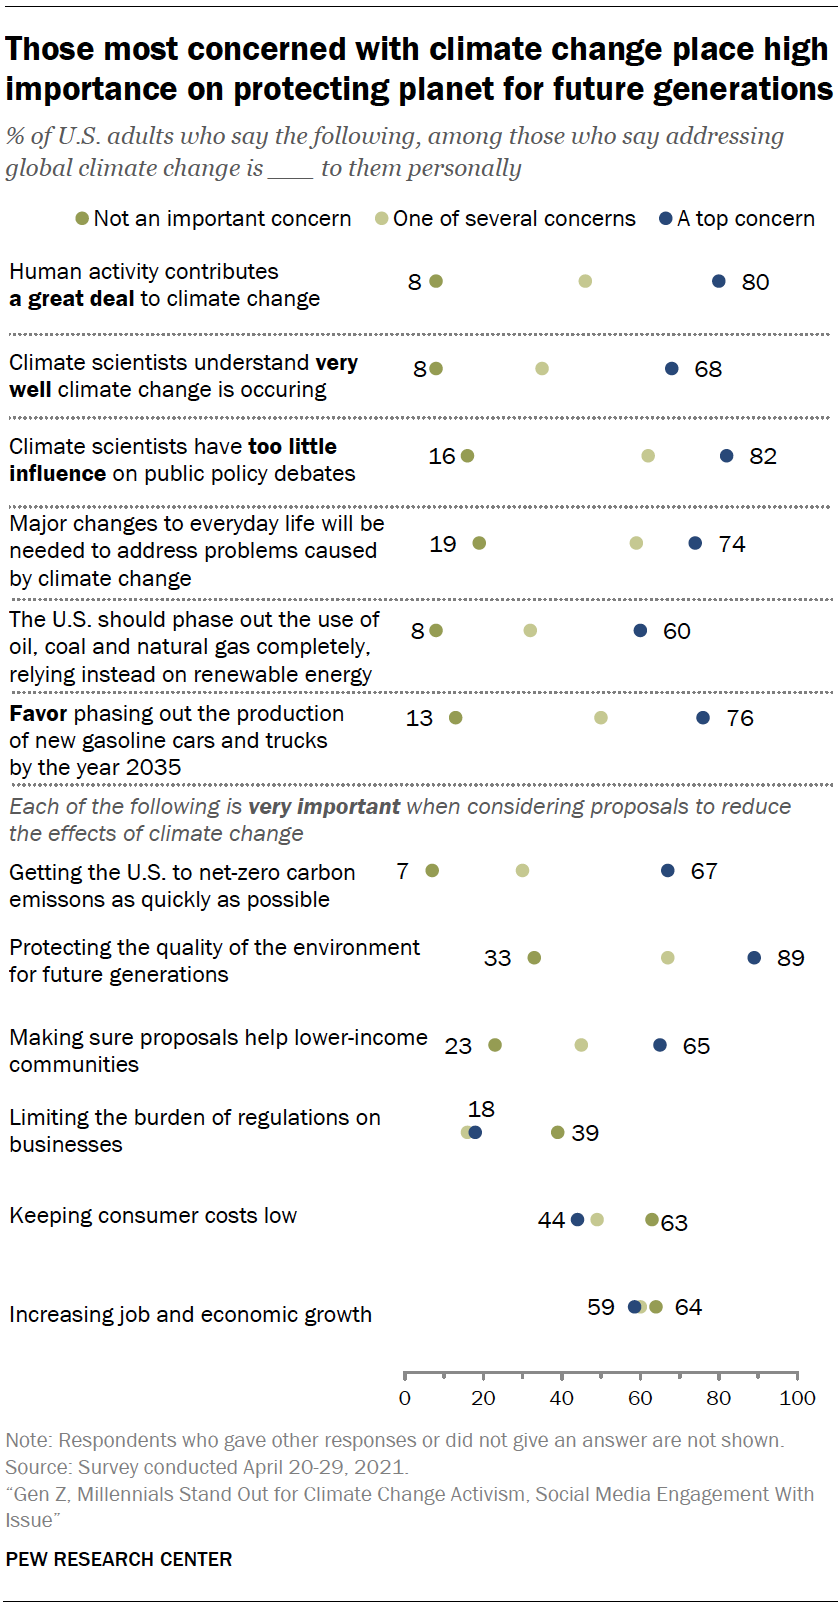 Those most concerned with climate change place high
importance on protecting planet for future generations
% of U.S. adults who say the following, among those who say addressing
global climate change is ___ to them personally
Not an important concern One of several concerns A top concern
Human activity contributes
a great deal to climate change
8 80
Climate scientists understand very
well climate change is occuring
8 68
Climate scientists have too little
influence on public policy debates
16 82
Major changes to everyday life will be
needed to address problems caused
by climate change
19 74
The U.S. should phase out the use of
oil, coal and natural gas completely,
relying instead on renewable energy
8 60
Favor phasing out the production
of new gasoline cars and trucks
by the year 2035
13 76
Each of the following is very important when considering proposals to reduce
the effects of climate change
Getting the U.S. to net-zero carbon
emissons as quickly as possible
7 67
Protecting the quality of the environment
for future generations
33 89
Making sure proposals help lower-income
communities
23 65
Limiting the burden of regulations on
businesses
18 39
Keeping consumer costs low
44 63
Increasing job and economic growth
59 64
0 20 40 60 80 100
Note: Respondents who gave other responses or did not give an answer are not shown.
Source: Survey conducted April 20-29, 2021.
“Gen Z, Millennials Stand Out for Climate Change Activism, Social Media Engagement With
Issue”
PEW RESEARCH CENTER